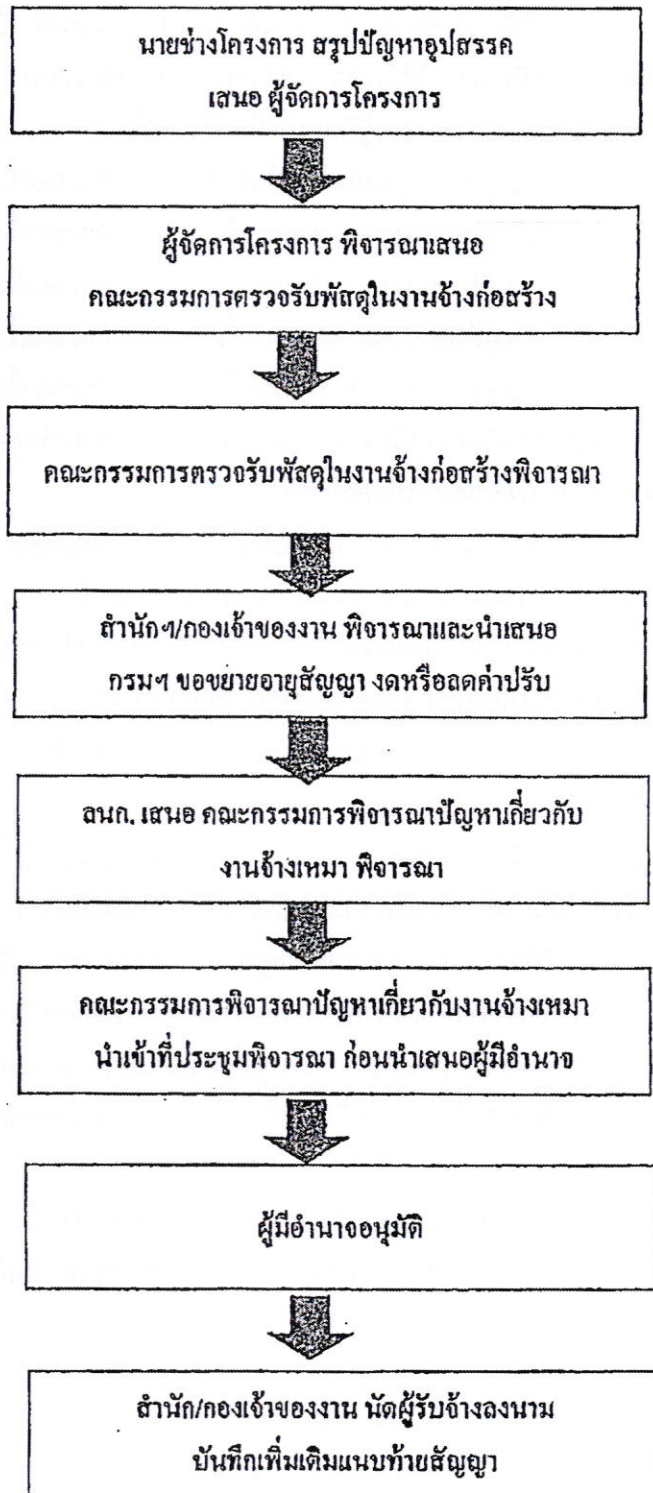 นายช่างโครงการ สรุปปัญหาอุปสรรค
เสนอ ผู้จัดการโครงการ
ผู้จัดการโครงการ พิจารณาเสนอ
คณะกรรมการตรวจรับพัสดุในงานจ้างก่อสร้าง
คณะกรรมการตรวจรับพัสดุในงานจ้างก่อสร้างพิจารณา
สำนักฯ/กองเจ้าของงาน พิจารณาและนำเสนอ
กรมฯ ขอขยายอายุสัญญา งดหรือลดค่าปรับ
ลนก. เสนอ คณะกรรมการพิจารณาปัญหาเกี่ยวกับ
งานจ้างเหมา พิจารณา
คณะกรรมการพิจารณาปัญหาเกี่ยวกับงานจ้างเหมา
นำเข้าที่ประชุมพิจารณา ก่อนนำเสนอผู้มีอำนาจ
ผู้มีอำนาจอนุมัติ
สำนัก/กองเจ้าของงาน นัดผู้รับจ้างลงนาม
บันทึกเพิ่มเติมแนบท้ายสัญญา